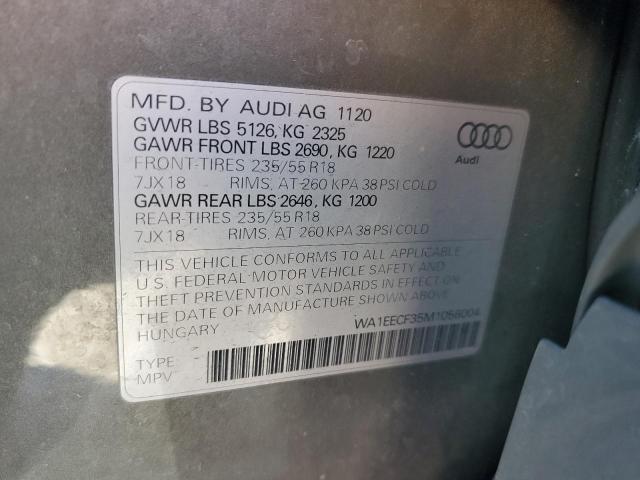 MFD. BY AUDI AG 1120
GVWR LBS 5126, KG 2325
GAWR FRONT LBS 2690, KG 1220
FRONT-TIRES 235/55 R18
7JX18 RIMS, AT 260 KPA 38 PSI COLD
GAWR REAR LBS 2646, KG 1200
REAR-TIRES 235/55 R18
7JX18 RIMS, AT 260 KPA 38 PSI COLD
Audi
THIS VEHICLE CONFORMS TO ALL APPLICABLE
U.S. FEDERAL MOTOR VEHICLE SAFETY AND
THEFT PREVENTION STANDARDS IN EFFECT ON
THE DATE OF MANUFACTURE SHOWN ABOVE.
HUNGARY
WA1EECF35M1056004
TYPE
MPV